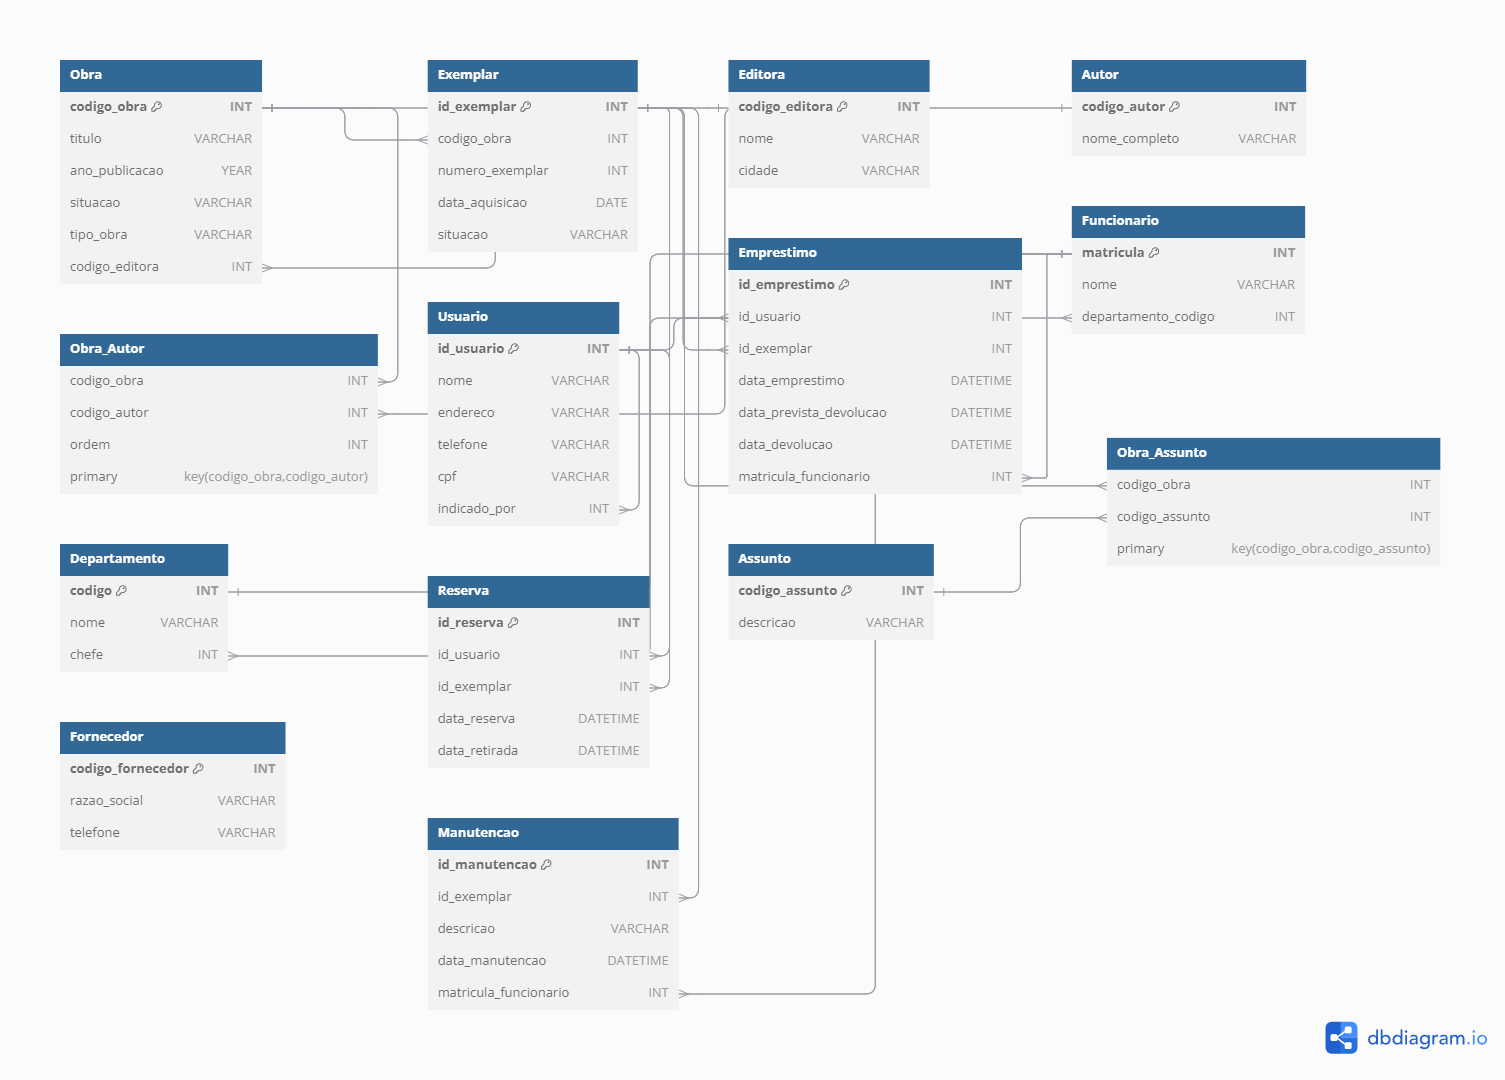 Obra
codigo_obra INT
titulo VARCHAR
ano_publicacao YEAR
situacao VARCHAR
tipo_obra VARCHAR
codigo_editora INT
Exemplar
id_exemplar INT
codigo_obra INT
numero_exemplar INT
data_aquisicao DATE
situacao VARCHAR
Editora
codigo_editora INT
nome VARCHAR
cidade VARCHAR
Autor
codigo_autor INT
nome_completo VARCHAR
Funcionario
matricula INT
nome VARCHAR
departamento_codigo INT
Emprestimo
id_emprestimo INT
id_usuario INT
id_exemplar INT
data_emprestimo DATETIME
data_prevista_devolucao DATETIME
data_devolucao DATETIME
matricula_funcionario INT
Usuario
id_usuario INT
nome VARCHAR
endereco VARCHAR
telefone VARCHAR
cpf VARCHAR
indicado_por INT
Obra_Autor
codigo_obra INT
codigo_autor INT
ordem INT
primary key(codigo_obra,codigo_autor)
Obra_Assunto
codigo_obra INT
codigo_assunto INT
primary key(codigo_obra,codigo_assunto)
Departamento
codigo INT
nome VARCHAR
chefe INT
Reserva
id_reserva INT
id_usuario INT
id_exemplar INT
data_reserva DATETIME
data_retirada DATETIME
Assunto
codigo_assunto INT
descricao VARCHAR
Fornecedor
codigo_fornecedor INT
razao_social VARCHAR
telefone VARCHAR
Manutencao
id_manutencao INT
id_exemplar INT
descricao VARCHAR
data_manutencao DATETIME
matricula_funcionario INT
dbdiagram.io